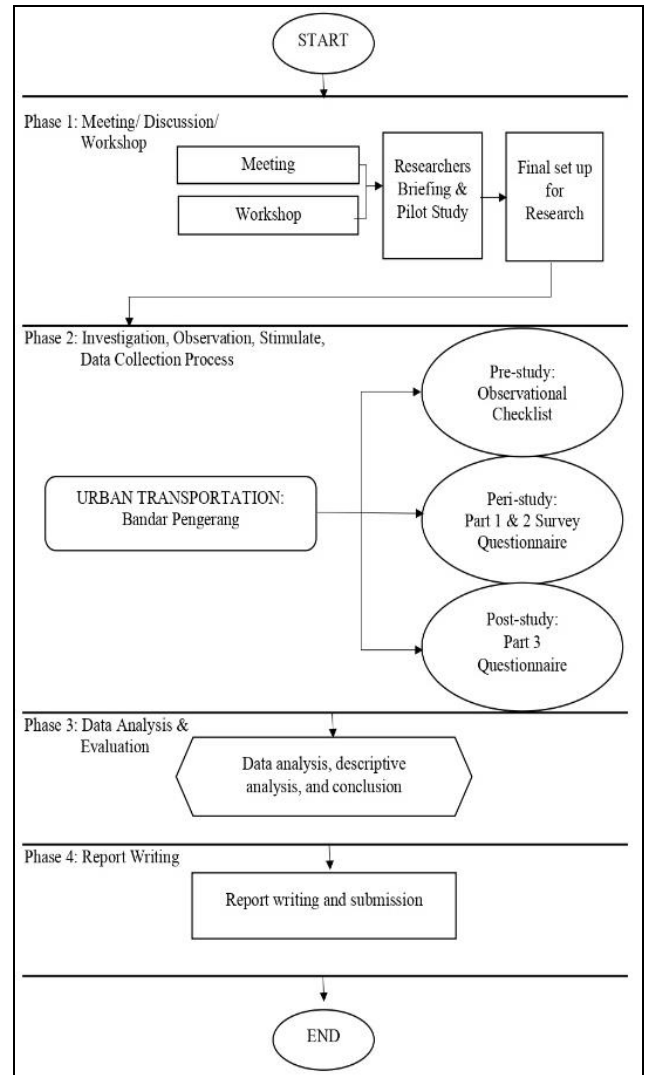 START
Phase 1: Meeting/ Discussion/
Workshop
Meeting
Workshop
Researchers
Briefing &
Pilot Study
Final set up
for
Research
Phase 2: Investigation, Observation, Stimulate,
Data Collection Process
Pre-study:
Observational
Checklist
URBAN TRANSPORTATION:
Bandar Pengerang
Peri-study:
Part 1 & 2 Survey
Questionnaire
Post-study:
Part 3
Questionnaire
Phase 3: Data Analysis &
Evaluation
Data analysis, descriptive
analysis, and conclusion
Phase 4: Report Writing
Report writing and submission
END